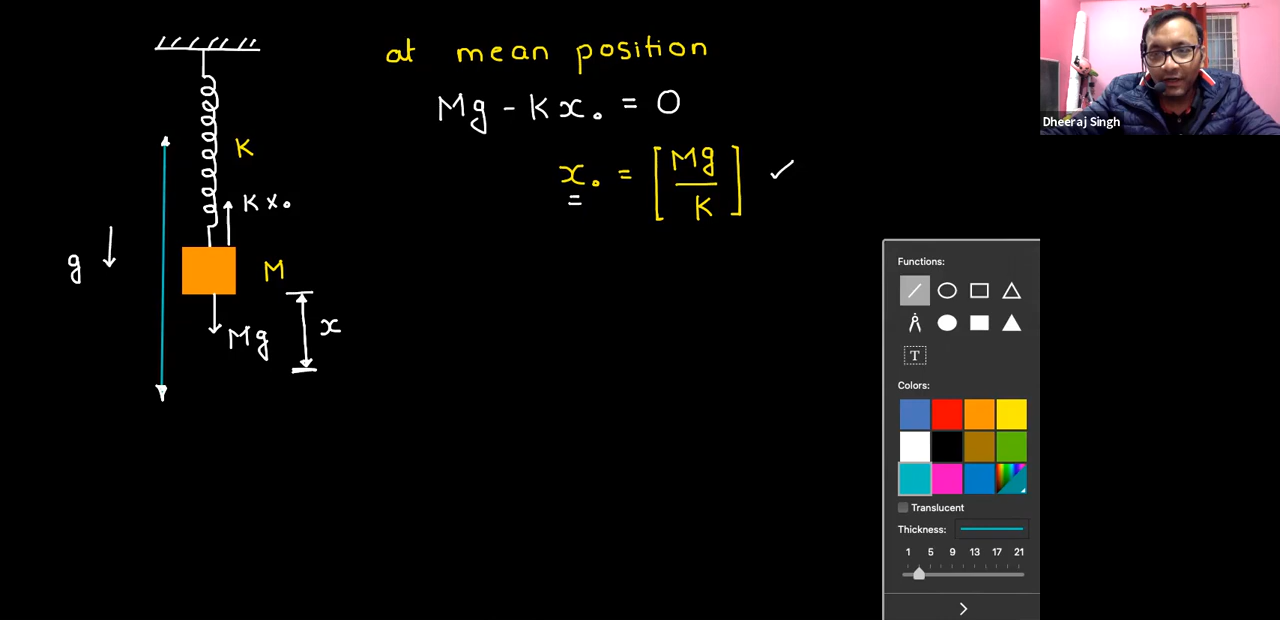 at mean position
Mg - Kx₀ = 0
x₀ = [Mg/K] ✓
K
Kx₀
g
M
Mg
x
Dheeraj Singh
Functions:
T
Colors:
Translucent
Thickness:
1 5 9 13 17 21